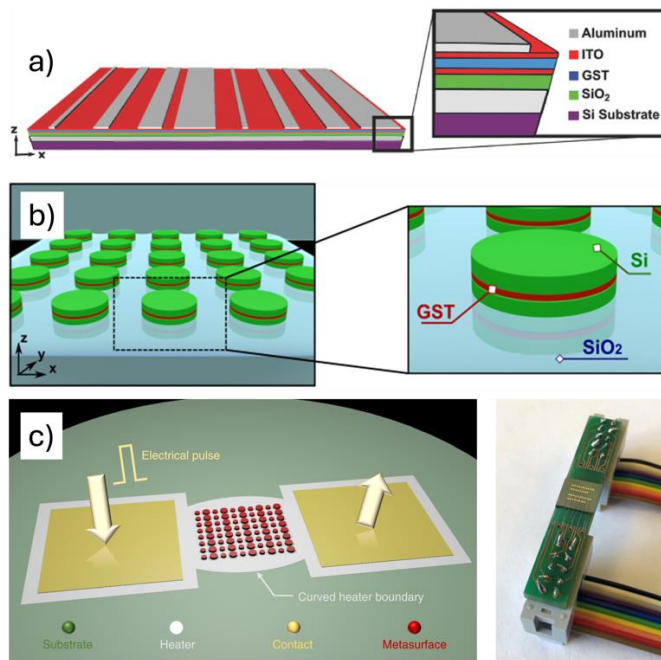 a)
Aluminum
ITO
GST
SiO₂
Si Substrate
z
x
b)
Si
GST
SiO₂
z
y
x
c)
Electrical pulse
Curved heater boundary
Substrate
Heater
Contact
Metasurface